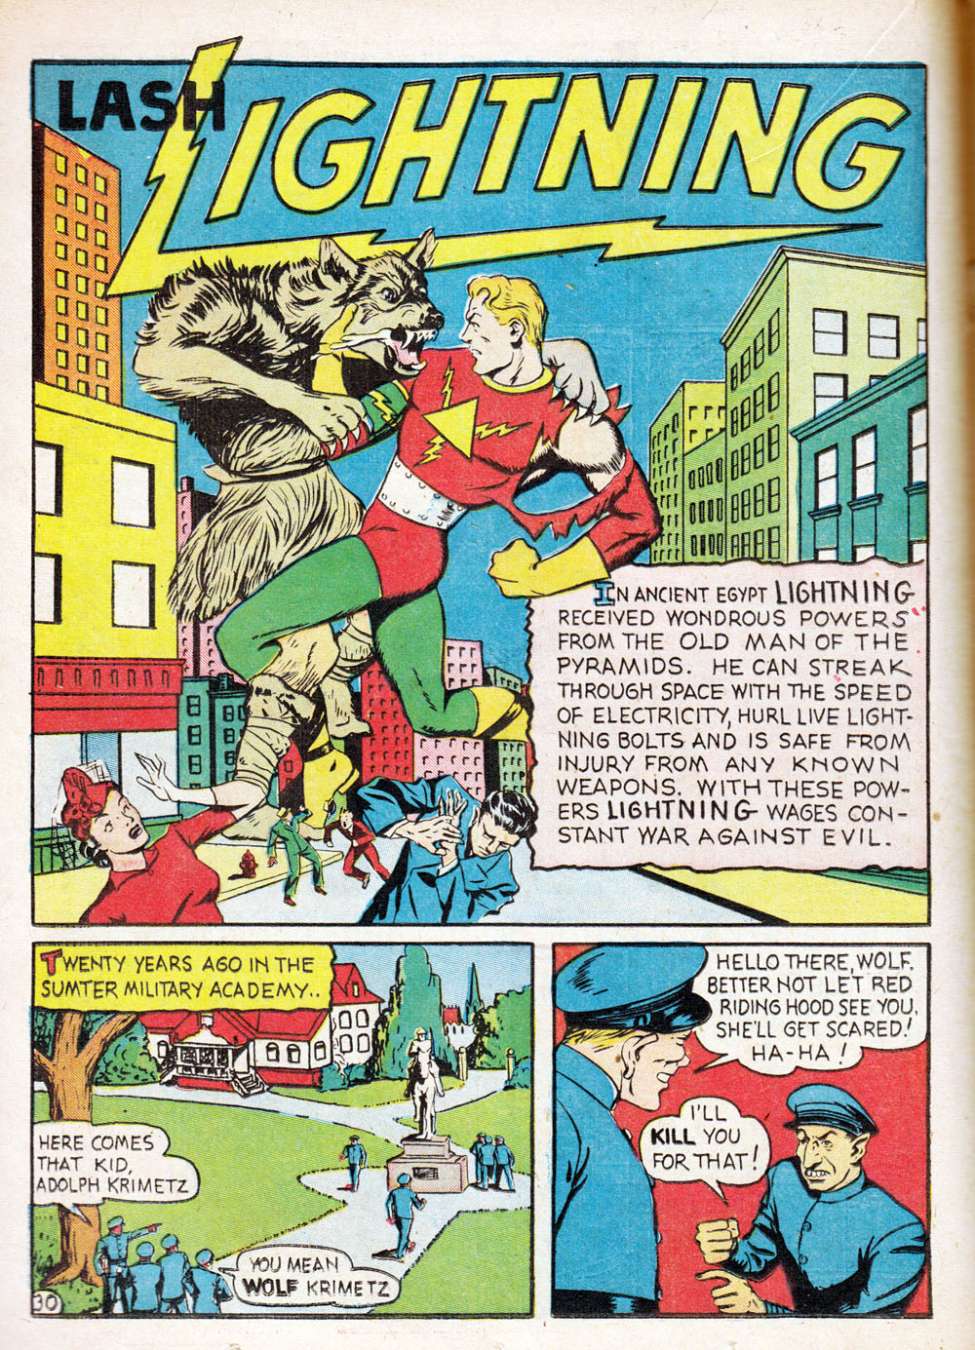 LASH
LIGHTNING
IN ANCIENT EGYPT LIGHTNING
RECEIVED WONDROUS POWERS
FROM THE OLD MAN OF THE
PYRAMIDS. HE CAN STREAK
THROUGH SPACE WITH THE SPEED
OF ELECTRICITY, HURL LIVE LIGHT-
NING BOLTS AND IS SAFE FROM
INJURY FROM ANY KNOWN
WEAPONS. WITH THESE POW-
ERS LIGHTNING WAGES CON-
STANT WAR AGAINST EVIL.
TWENTY YEARS AGO IN THE
SUMTER MILITARY ACADEMY..
HERE COMES
THAT KID,
ADOLPH KRIMETZ
YOU MEAN
WOLF KRIMETZ
30
HELLO THERE, WOLF.
BETTER NOT LET RED
RIDING HOOD SEE YOU.
SHE'LL GET SCARED!
HA-HA!
I'LL
KILL YOU
FOR THAT!